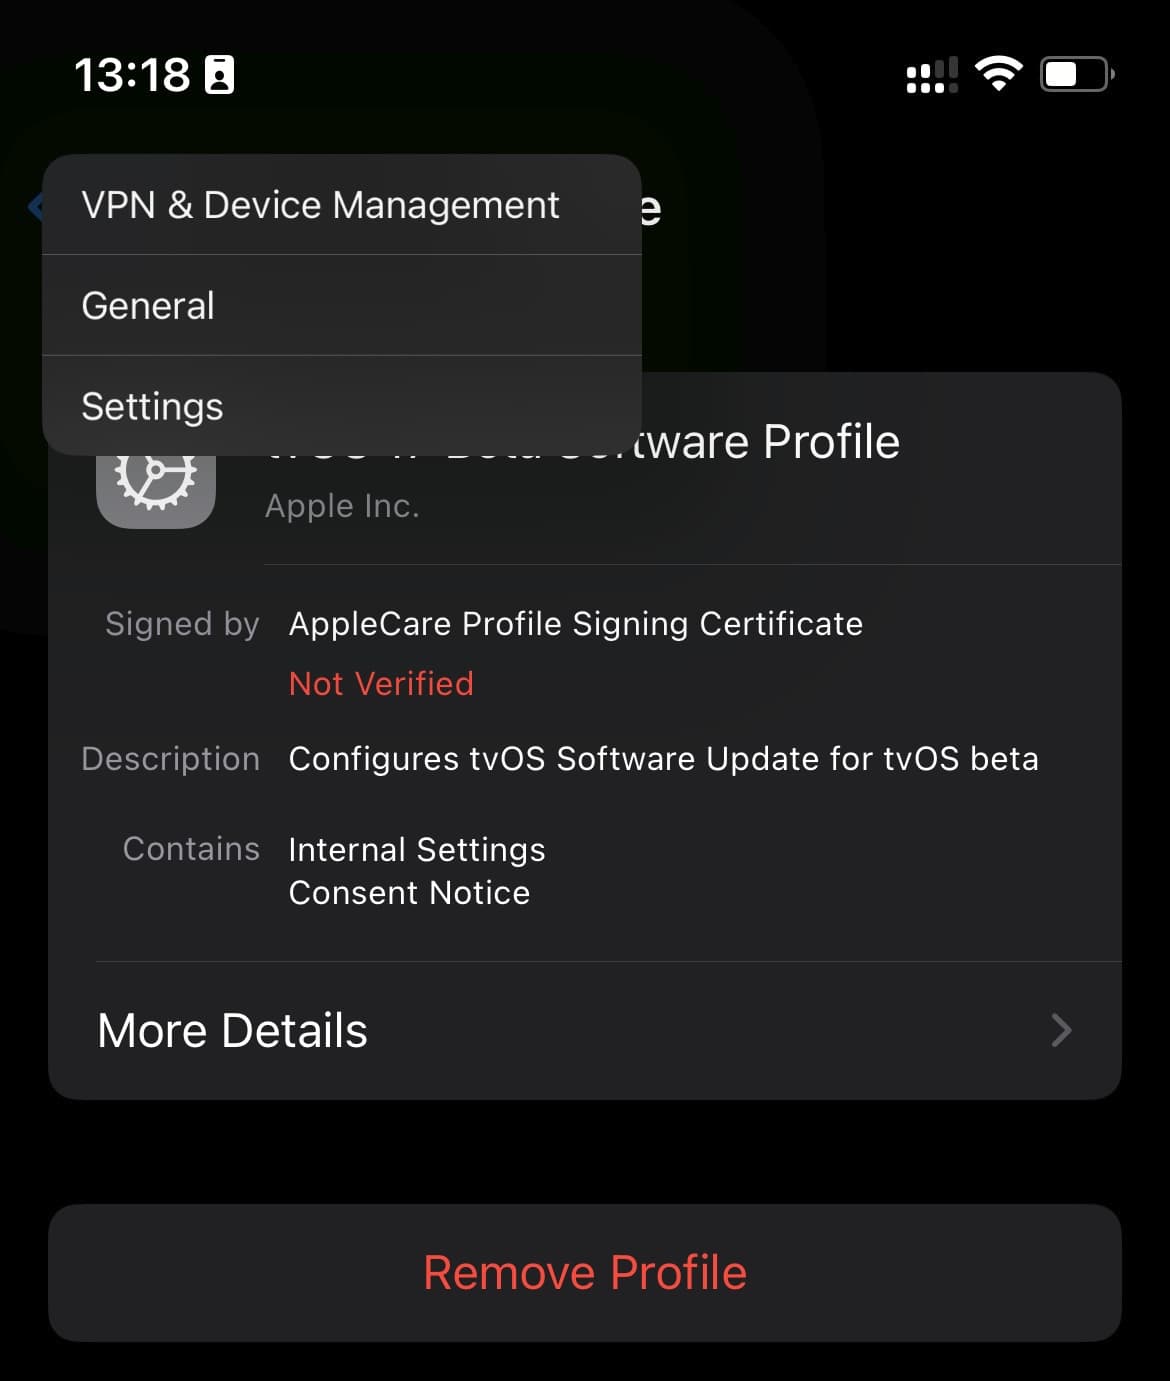 13:18
VPN & Device Management
e
General
Settings
tware Profile
Apple Inc.
Signed by AppleCare Profile Signing Certificate
Not Verified
Description Configures tvOS Software Update for tvOS beta
Contains Internal Settings
Consent Notice
More Details
Remove Profile